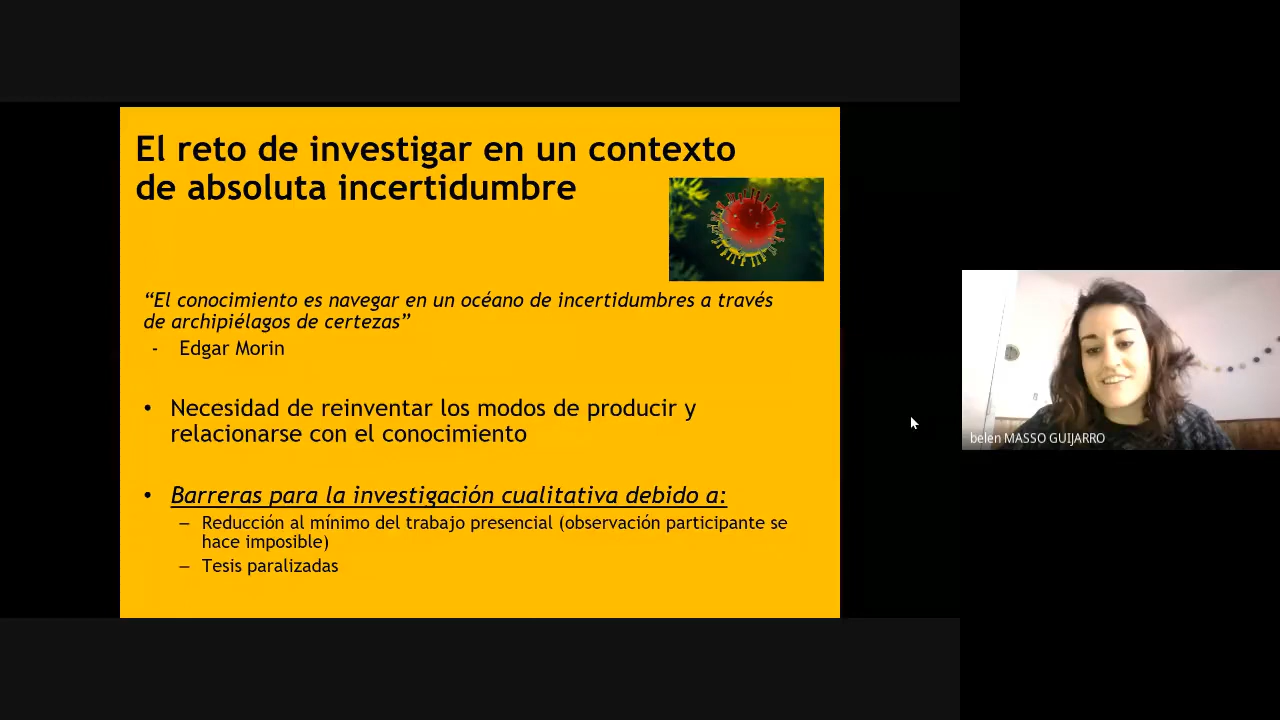 El reto de investigar en un contexto
de absoluta incertidumbre
“El conocimiento es navegar en un océano de incertidumbres a través
de archipiélagos de certezas”
- Edgar Morin
• Necesidad de reinventar los modos de producir y
relacionarse con el conocimiento
• Barreras para la investigación cualitativa debido a:
– Reducción al mínimo del trabajo presencial (observación participante se
hace imposible)
– Tesis paralizadas
belen MASSO GUIJARRO